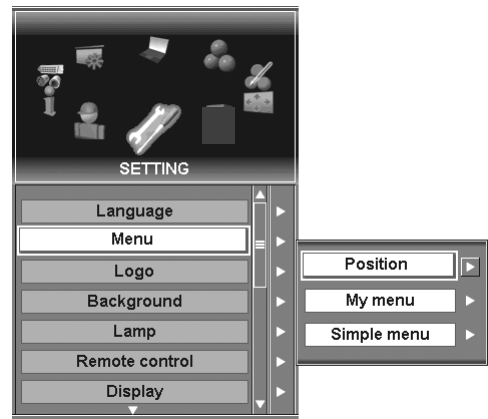 SETTING
Language
Menu
Logo
Background
Lamp
Remote control
Display
Position
My menu
Simple menu